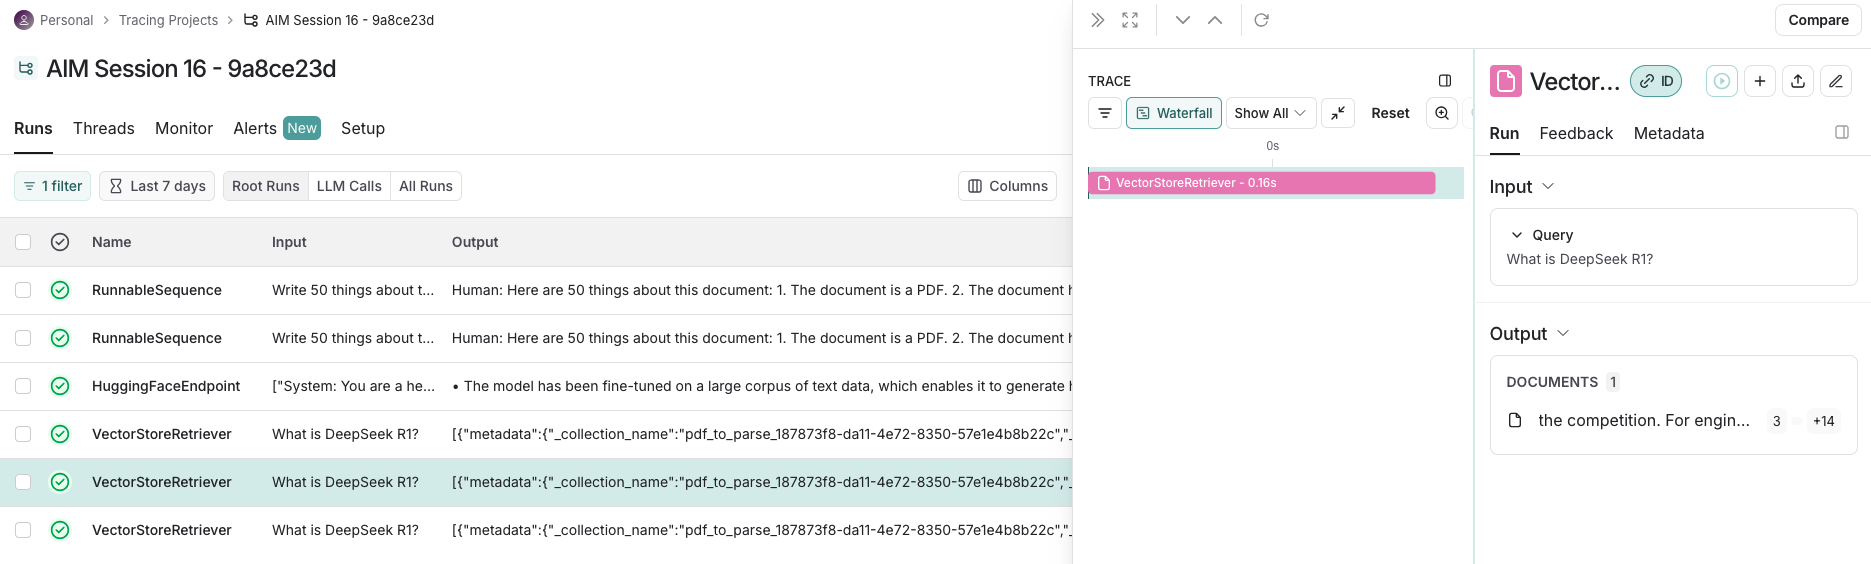 Personal > Tracing Projects > AIM Session 16 - 9a8ce23d
AIM Session 16 - 9a8ce23d
Runs Threads Monitor Alerts New Setup
1 filter Last 7 days Root Runs LLM Calls All Runs Columns
Name Input Output
RunnableSequence Write 50 things about t... Human: Here are 50 things about this document: 1. The document is a PDF. 2. The document h
RunnableSequence Write 50 things about t... Human: Here are 50 things about this document: 1. The document is a PDF. 2. The document h
HuggingFaceEndpoint ["System: You are a he... • The model has been fine-tuned on a large corpus of text data, which enables it to generate h
VectorStoreRetriever What is DeepSeek R1? [{"metadata":{"_collection_name":"pdf_to_parse_187873f8-da11-4e72-8350-57e1e4b8b22c","_
VectorStoreRetriever What is DeepSeek R1? [{"metadata":{"_collection_name":"pdf_to_parse_187873f8-da11-4e72-8350-57e1e4b8b22c","_
VectorStoreRetriever What is DeepSeek R1? [{"metadata":{"_collection_name":"pdf_to_parse_187873f8-da11-4e72-8350-57e1e4b8b22c","_
Compare
TRACE
Waterfall Show All Reset
0s
VectorStoreRetriever - 0.16s
Vector... ID
Run Feedback Metadata
Input
Query
What is DeepSeek R1?
Output
DOCUMENTS 1
the competition. For engin... 3 +14